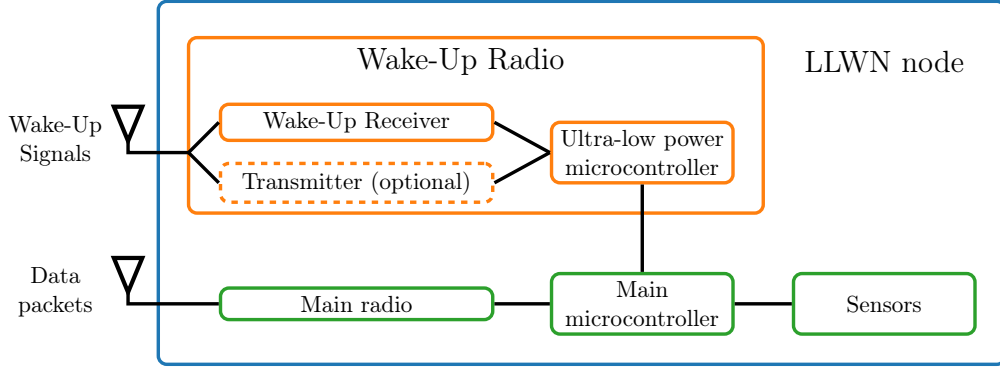 Wake-Up Radio
LLWN node
Wake-Up
Signals
Wake-Up Receiver
Transmitter (optional)
Ultra-low power
microcontroller
Data
packets
Main radio
Main
microcontroller
Sensors